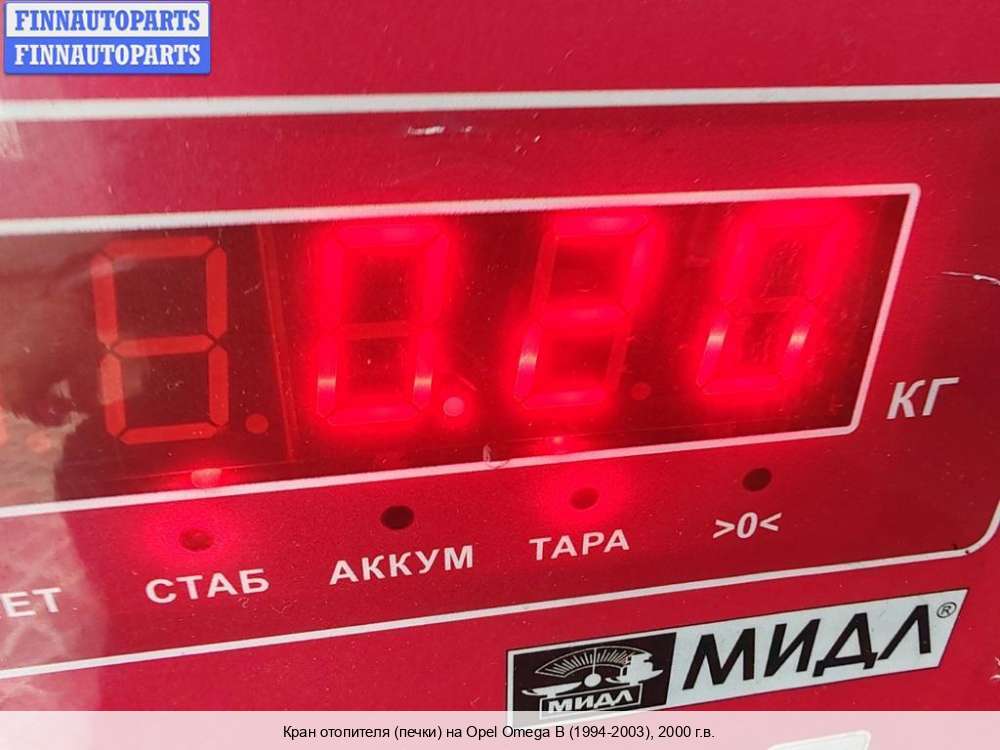 FINNAUTOPARTS
FINNAUTOPARTS
0.20
КГ
ЕТ СТАБ АККУМ ТАРА >0<
МИДЛ МИДЛ®
Кран отопителя (печки) на Opel Omega B (1994-2003), 2000 г.в.